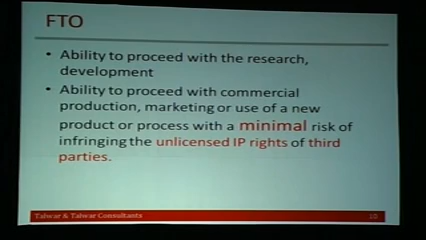 FTO
• Ability to proceed with the research,
development
• Ability to proceed with commercial
production, marketing or use of a new
product or process with a minimal risk of
infringing the unlicensed IP rights of third
parties.
Talwar & Talwar Consultants